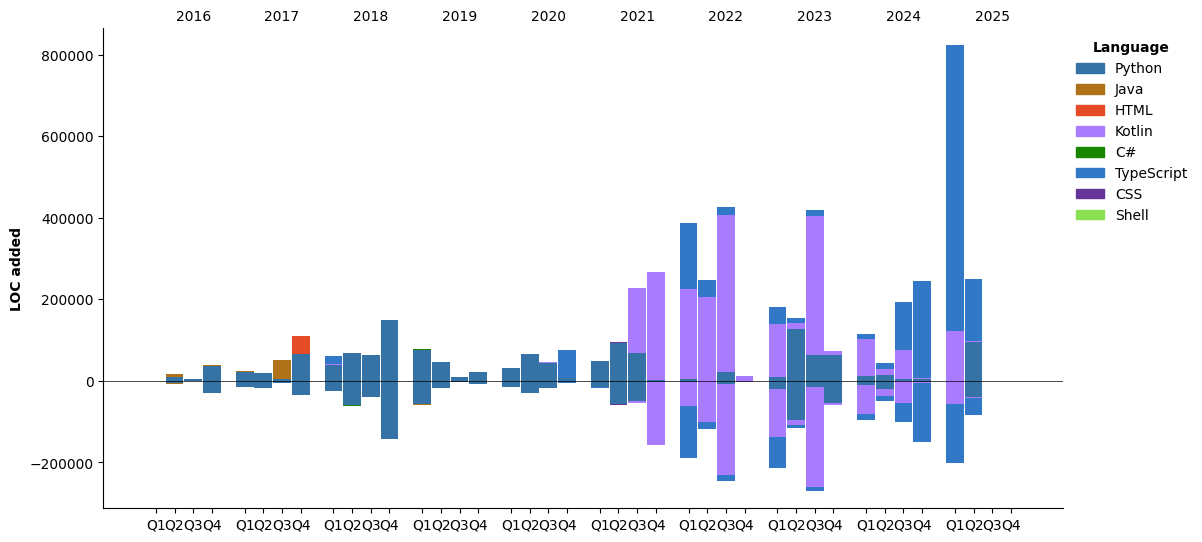 2016 2017 2018 2019 2020 2021 2022 2023 2024 2025
Language
Python
Java
HTML
Kotlin
C#
TypeScript
CSS
Shell
LOC added
800000
600000
400000
200000
0
−200000
Q1Q2Q3Q4 Q1Q2Q3Q4 Q1Q2Q3Q4 Q1Q2Q3Q4 Q1Q2Q3Q4 Q1Q2Q3Q4 Q1Q2Q3Q4 Q1Q2Q3Q4 Q1Q2Q3Q4 Q1Q2Q3Q4